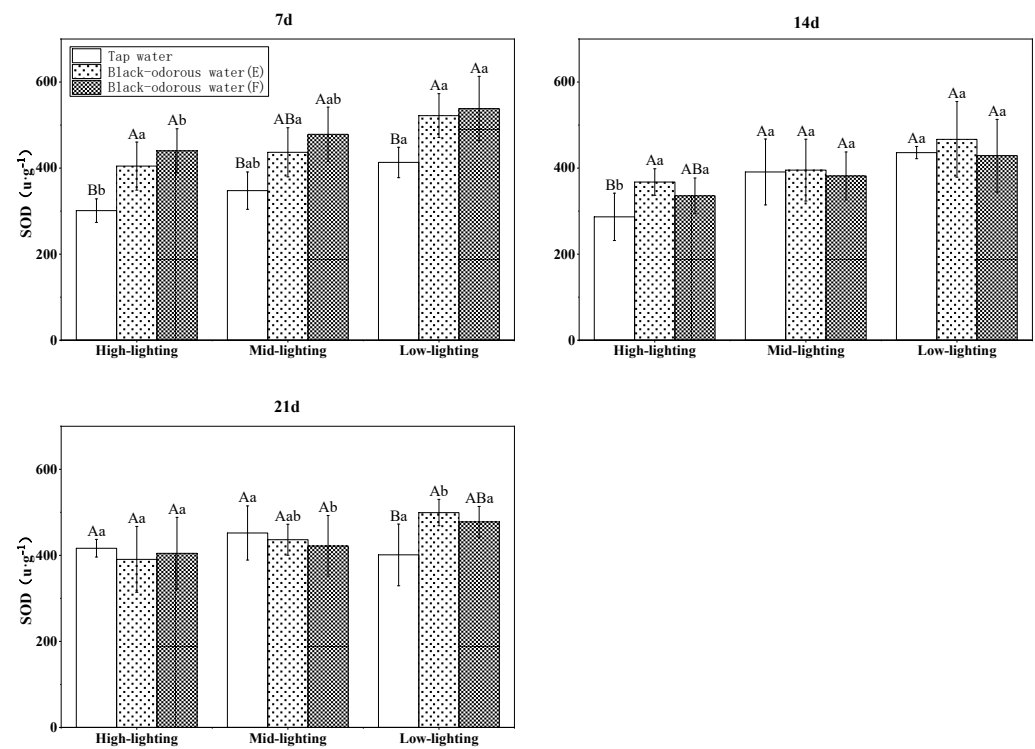 7d
SOD (u·g⁻¹)
600
400
200
0
Tap water
Black-odorous water(E)
Black-odorous water(F)
Bb
Aa
Ab
Bab
ABa
Aab
Ba
Aa
Aa
High-lighting
Mid-lighting
Low-lighting
14d
600
400
200
0
Bb
Aa
ABa
Aa
Aa
Aa
Aa
Aa
Aa
High-lighting
Mid-lighting
Low-lighting
21d
SOD (u·g⁻¹)
600
400
200
0
Aa
Aa
Aa
Aa
Aab
Ab
Ba
Ab
ABa
High-lighting
Mid-lighting
Low-lighting